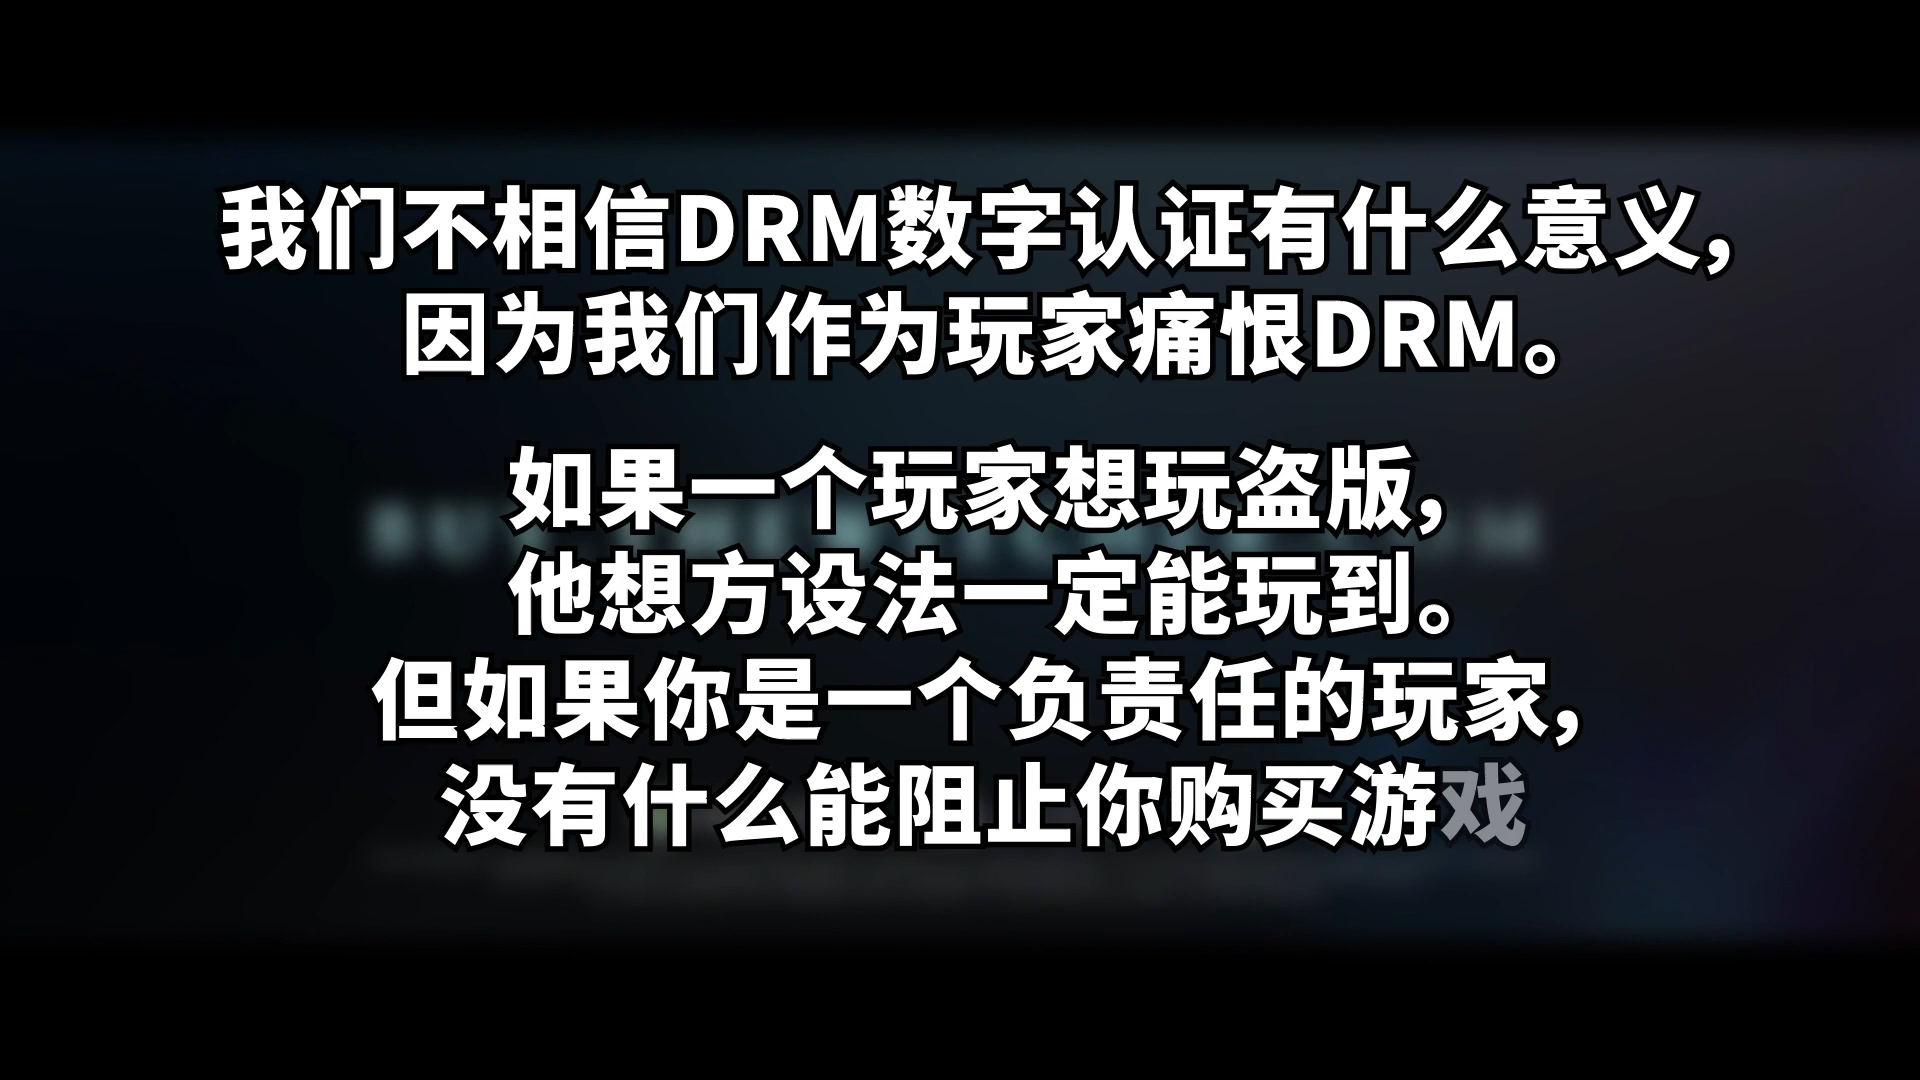 我们不相信DRM数字认证有什么意义,
因为我们作为玩家痛恨DRM。
如果一个玩家想玩盗版,
他想方设法一定能玩到。
但如果你是一个负责任的玩家,
没有什么能阻止你购买游戏